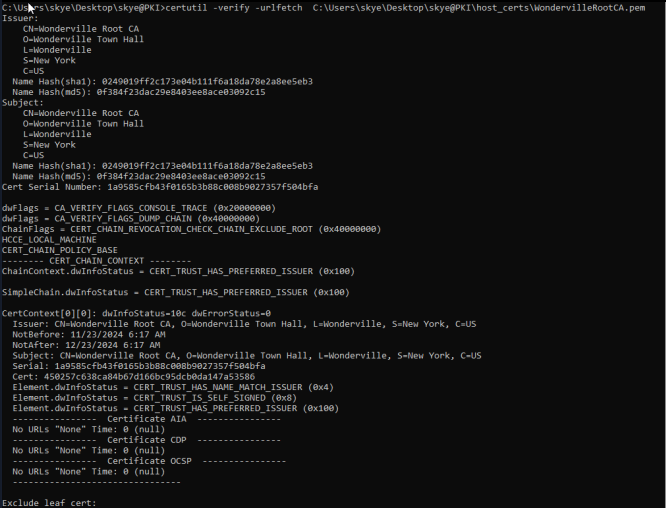 C:\Users\skye\Desktop\skye@PKI>certutil -verify -urlfetch  C:\Users\skye\Desktop\skye@PKI\host_certs\WondervilleRootCA.pem
Issuer:
    CN=Wonderville Root CA
    O=Wonderville Town Hall
    L=Wonderville
    S=New York
    C=US
  Name Hash(sha1): 0249019ff2c173e04b111f6a18da78e2a8ee5eb3
  Name Hash(md5): 0f384f23dac29e8403ee8ace03092c15
Subject:
    CN=Wonderville Root CA
    O=Wonderville Town Hall
    L=Wonderville
    S=New York
    C=US
  Name Hash(sha1): 0249019ff2c173e04b111f6a18da78e2a8ee5eb3
  Name Hash(md5): 0f384f23dac29e8403ee8ace03092c15
Cert Serial Number: 1a9585cfb43f0165b3b88c008b9027357f504bfa
dwFlags = CA_VERIFY_FLAGS_CONSOLE_TRACE (0x20000000)
dwFlags = CA_VERIFY_FLAGS_DUMP_CHAIN (0x40000000)
ChainFlags = CERT_CHAIN_REVOCATION_CHECK_CHAIN_EXCLUDE_ROOT (0x40000000)
HCCE_LOCAL_MACHINE
CERT_CHAIN_POLICY_BASE
-------- CERT_CHAIN_CONTEXT --------
ChainContext.dwInfoStatus = CERT_TRUST_HAS_PREFERRED_ISSUER (0x100)
SimpleChain.dwInfoStatus = CERT_TRUST_HAS_PREFERRED_ISSUER (0x100)
CertContext[0][0]: dwInfoStatus=10c dwErrorStatus=0
  Issuer: CN=Wonderville Root CA, O=Wonderville Town Hall, L=Wonderville, S=New York, C=US
  NotBefore: 11/23/2024 6:17 AM
  NotAfter: 12/23/2024 6:17 AM
  Subject: CN=Wonderville Root CA, O=Wonderville Town Hall, L=Wonderville, S=New York, C=US
  Serial: 1a9585cfb43f0165b3b88c008b9027357f504bfa
  Cert: 450257c638ca84b67d166bc95dcb0da147a53586
  Element.dwInfoStatus = CERT_TRUST_HAS_NAME_MATCH_ISSUER (0x4)
  Element.dwInfoStatus = CERT_TRUST_IS_SELF_SIGNED (0x8)
  Element.dwInfoStatus = CERT_TRUST_HAS_PREFERRED_ISSUER (0x100)
  ----------------  Certificate AIA  ----------------
  No URLs "None" Time: 0 (null)
  ----------------  Certificate CDP  ----------------
  No URLs "None" Time: 0 (null)
  ----------------  Certificate OCSP  ----------------
  No URLs "None" Time: 0 (null)
  --------------------------------
Exclude leaf cert: